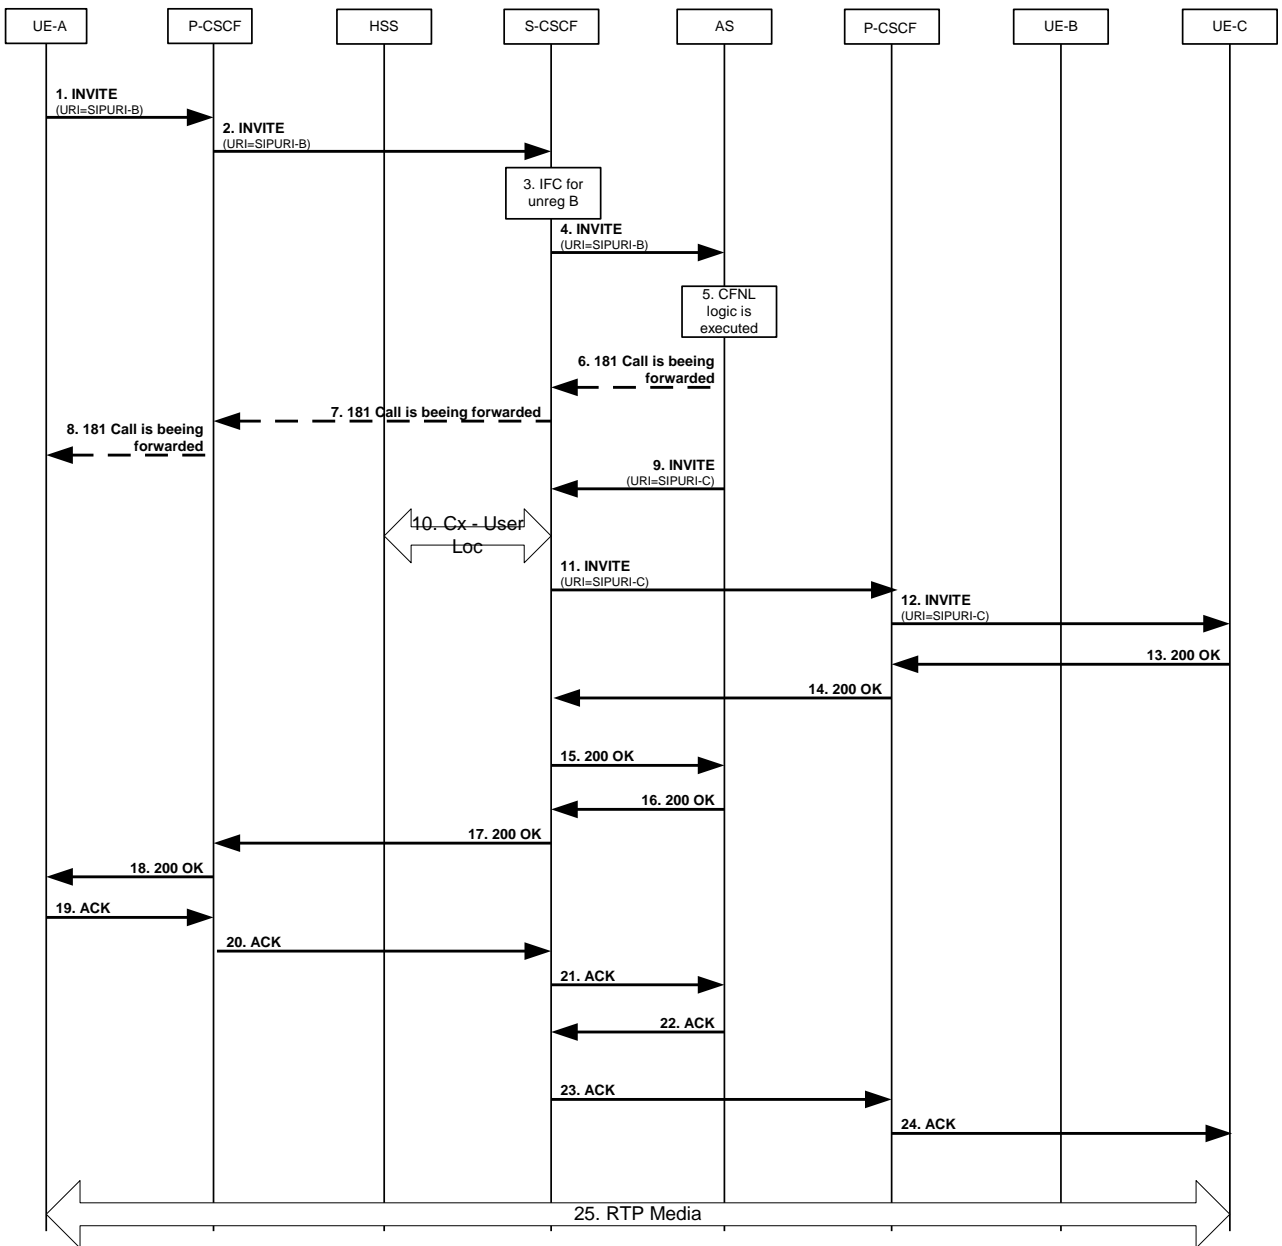 UE-A
P-CSCF
HSS
S-CSCF
AS
P-CSCF
UE-B
UE-C
1. INVITE
(URI=SIPURI-B)
2. INVITE
(URI=SIPURI-B)
3. IFC for
unreg B
4. INVITE
(URI=SIPURI-B)
5. CFNL
logic is
executed
6. 181 Call is beeing
forwarded
7. 181 Call is beeing forwarded
8. 181 Call is beeing
forwarded
9. INVITE
(URI=SIPURI-C)
10. Cx - User
Loc
11. INVITE
(URI=SIPURI-C)
12. INVITE
(URI=SIPURI-C)
13. 200 OK
14. 200 OK
15. 200 OK
16. 200 OK
17. 200 OK
18. 200 OK
19. ACK
20. ACK
21. ACK
22. ACK
23. ACK
24. ACK
25. RTP Media